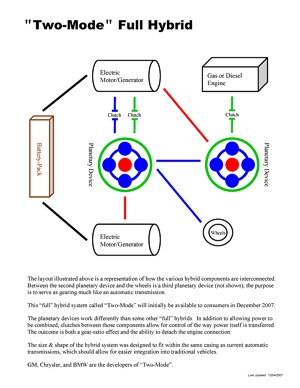 "Two-Mode" Full Hybrid
Electric
Motor/Generator
Gas or Diesel
Engine
Clutch
Clutch
Clutch
Battery-Pack
Planetary Device
Planetary Device
Wheels
Electric
Motor/Generator
The layout illustrated above is a representation of how the various hybrid components are interconnected.
Between the second planetary device and the wheels is a third planetary device (not shown), the purpose
is to serve as gearing much like an automatic transmission.
This "full" hybrid system called "Two-Mode" will initially be available to consumers in December 2007.
The planetary devices work differently than some other "full" hybrids. In addition to allowing power to
be combined, clutches between those components allow for control of the way power itself is transferred
The outcome is both a gear-ratio effect and the ability to detach the engine connection.
The size & shape of the hybrid system was designed to fit within the same casing as current automatic
transmissions, which should allow for easier integration into traditional vehicles.
GM, Chrysler, and BMW are the developers of "Two-Mode".
Last Updated: